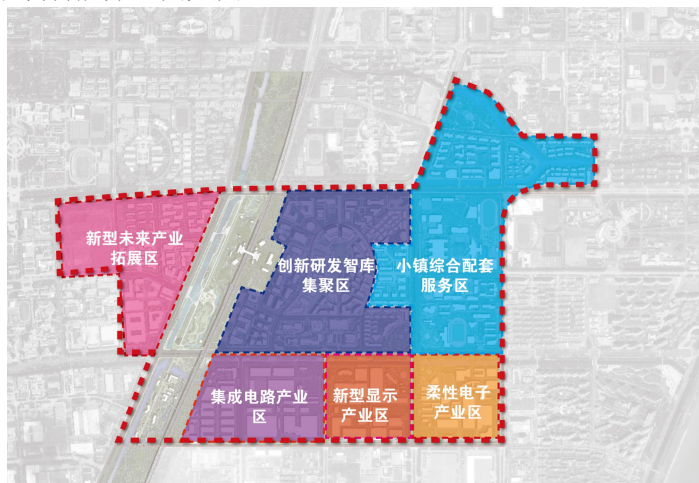 新型未来产业
拓展区
创新研发智库
集聚区
小镇综合配套
服务区
集成电路产业
区
新型显示
产业区
柔性电子
产业区